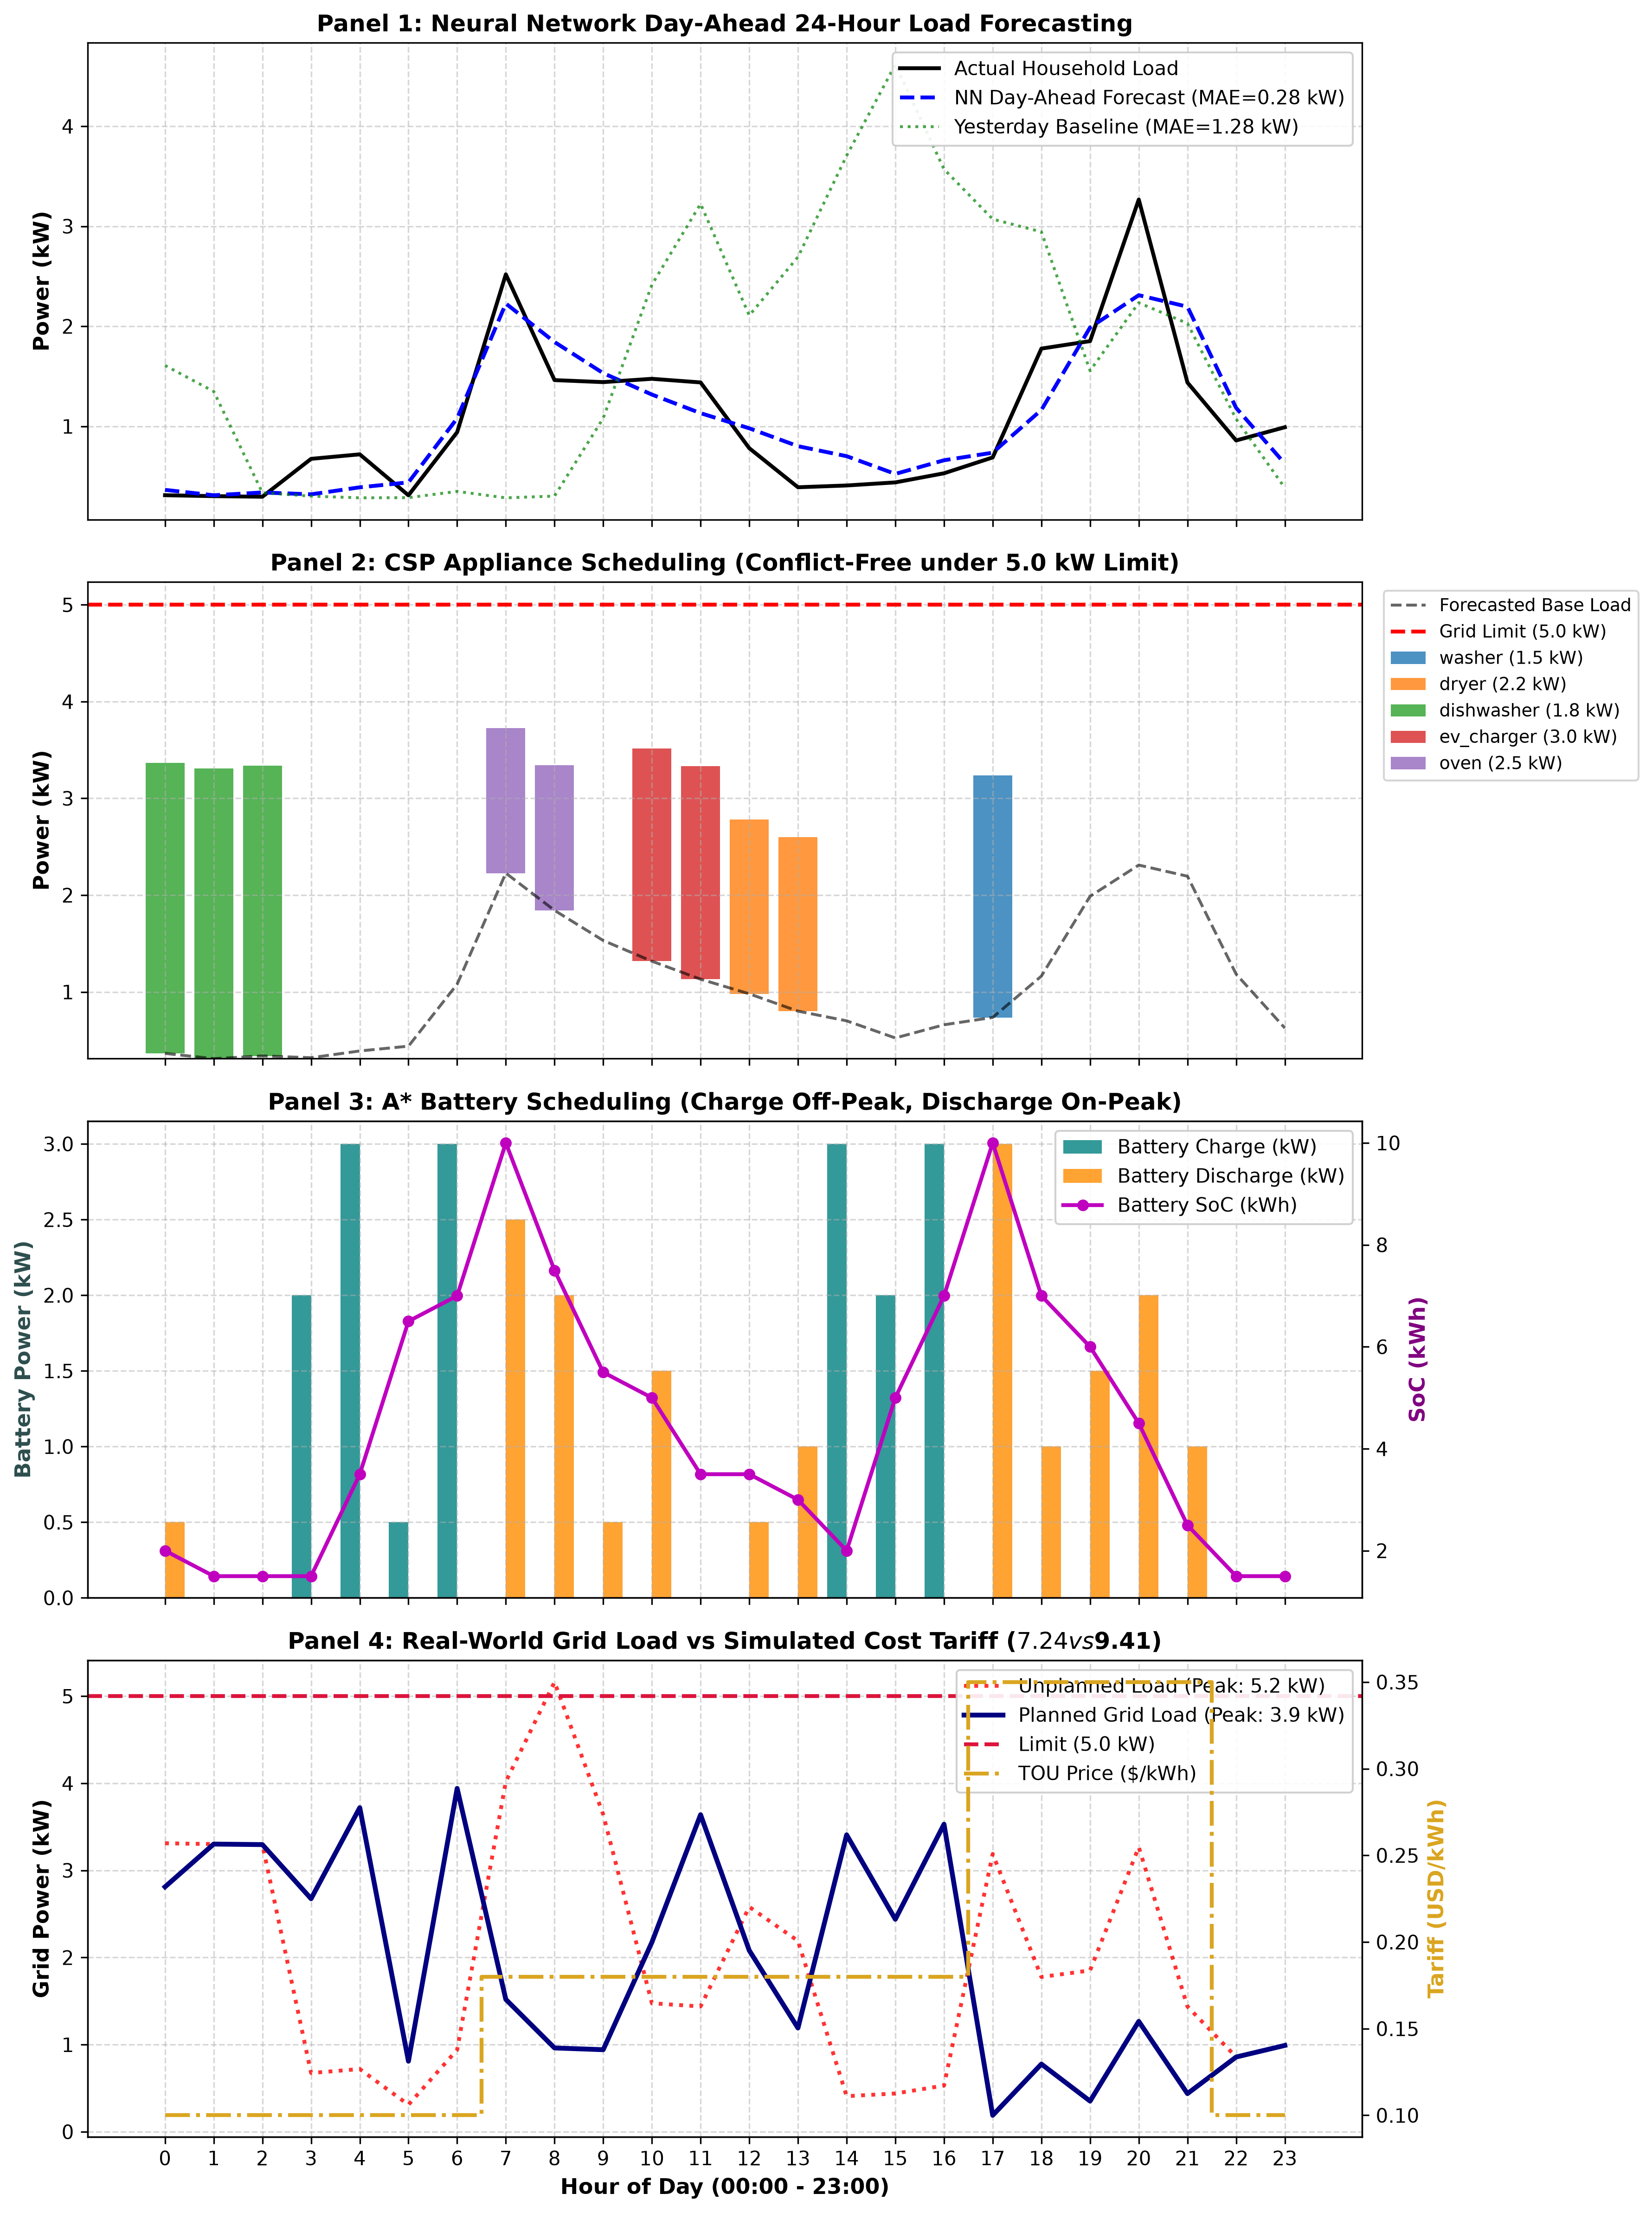 Panel 1: Neural Network Day-Ahead 24-Hour Load Forecasting
Power (kW)
4
3
2
1
Actual Household Load
NN Day-Ahead Forecast (MAE=0.28 kW)
Yesterday Baseline (MAE=1.28 kW)
Panel 2: CSP Appliance Scheduling (Conflict-Free under 5.0 kW Limit)
Power (kW)
5
4
3
2
1
Forecasted Base Load
Grid Limit (5.0 kW)
washer (1.5 kW)
dryer (2.2 kW)
dishwasher (1.8 kW)
ev_charger (3.0 kW)
oven (2.5 kW)
Panel 3: A* Battery Scheduling (Charge Off-Peak, Discharge On-Peak)
Battery Power (kW)
3.0
2.5
2.0
1.5
1.0
0.5
0.0
Battery Charge (kW)
Battery Discharge (kW)
Battery SoC (kWh)
10
8
6
4
2
SoC (kWh)
Panel 4: Real-World Grid Load vs Simulated Cost Tariff (7.24vs9.41)
Grid Power (kW)
5
4
3
2
1
0
Unplanned Load (Peak: 5.2 kW)
Planned Grid Load (Peak: 3.9 kW)
Limit (5.0 kW)
TOU Price ($/kWh)
0.35
0.30
0.25
0.20
0.15
0.10
Tariff (USD/kWh)
0 1 2 3 4 5 6 7 8 9 10 11 12 13 14 15 16 17 18 19 20 21 22 23
Hour of Day (00:00 - 23:00)